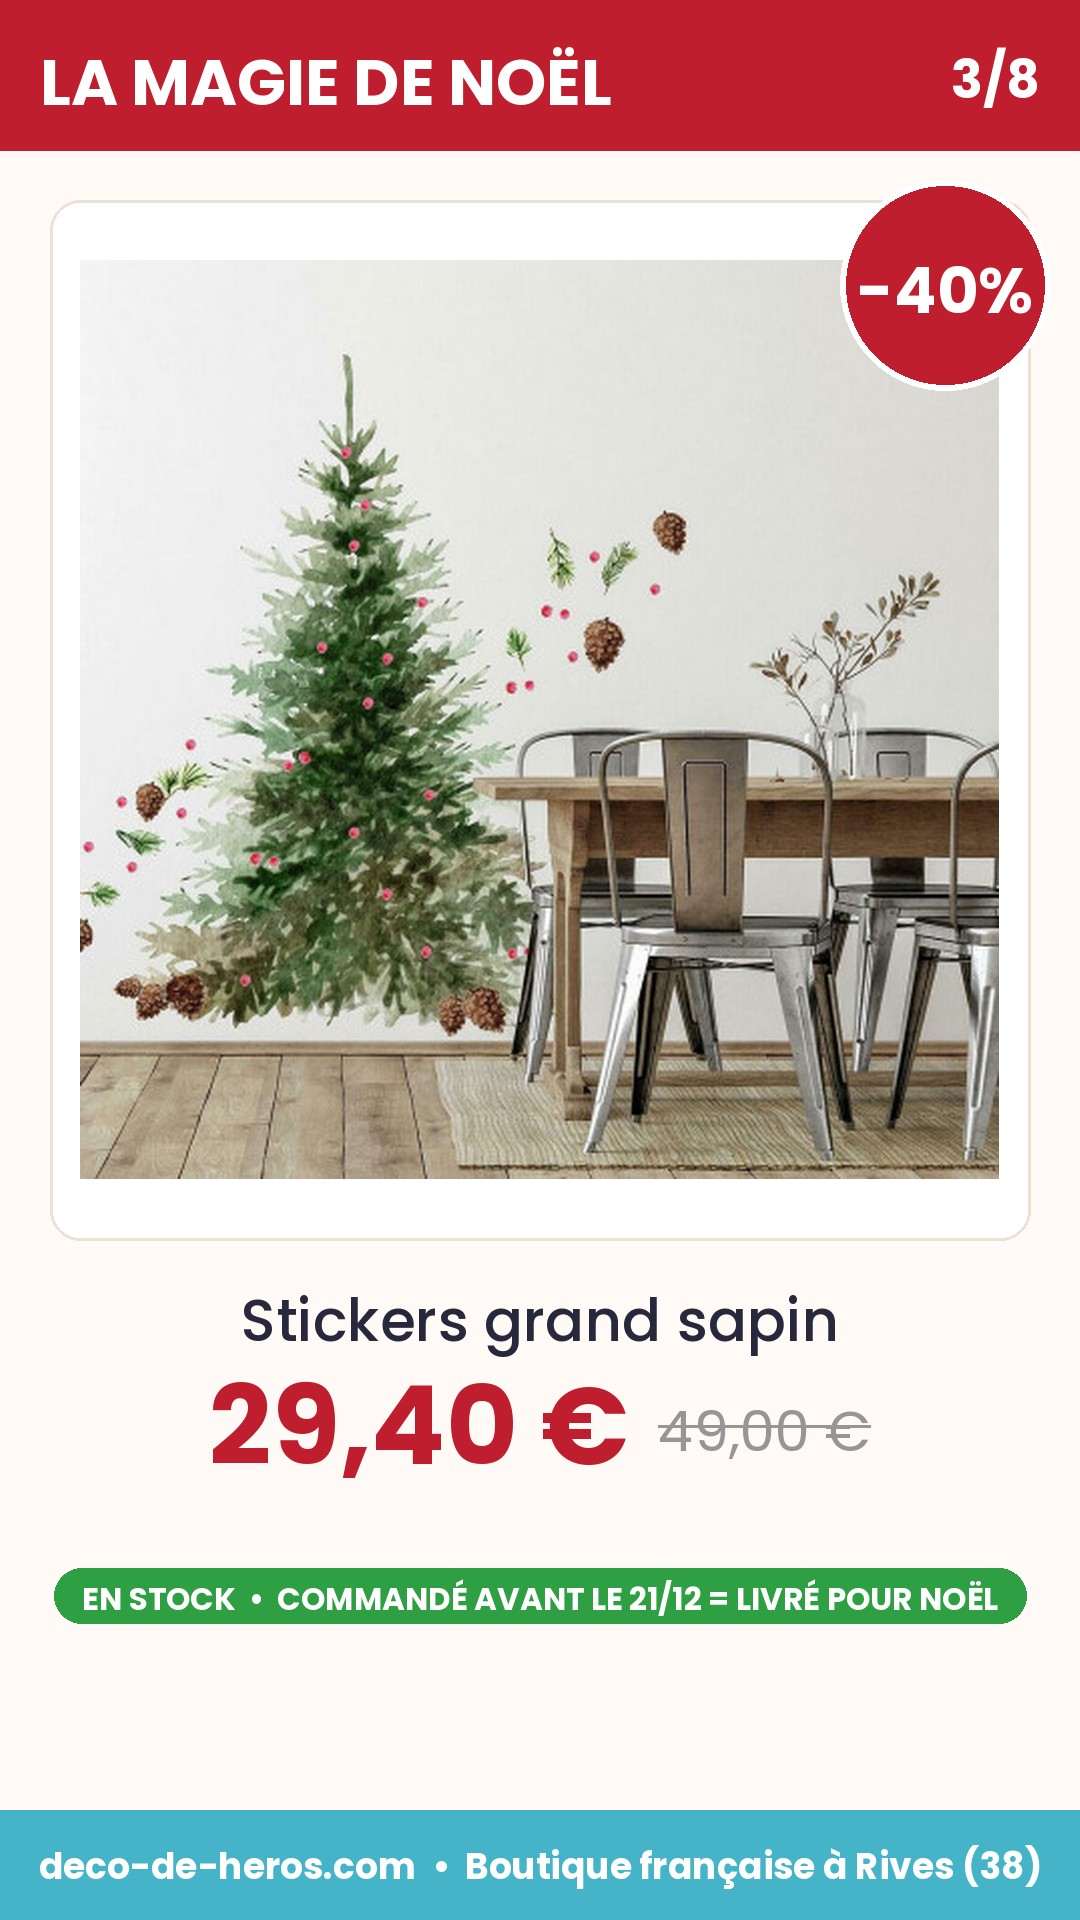 LA MAGIE DE NOËL
3/8
-40%
Stickers grand sapin
29,40 € 49,00 €
EN STOCK • COMMANDÉ AVANT LE 21/12 = LIVRÉ POUR NOËL
deco-de-heros.com • Boutique française à Rives (38)